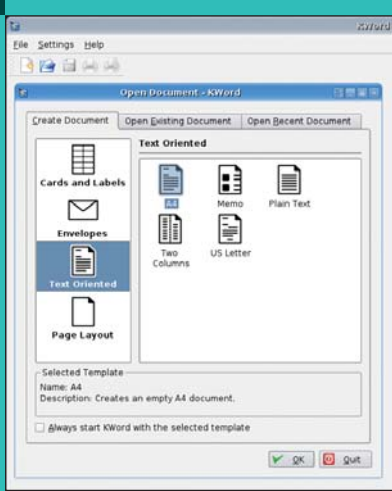 KWord
File Settings Help
Open Document - KWord
Create Document Open Existing Document Open Recent Document
Cards and Labels
Envelopes
Text Oriented
Page Layout
Text Oriented
A4 Memo Plain Text
Two Columns US Letter
Selected Template
Name: A4
Description: Creates an empty A4 document.
Always start KWord with the selected template
OK Quit